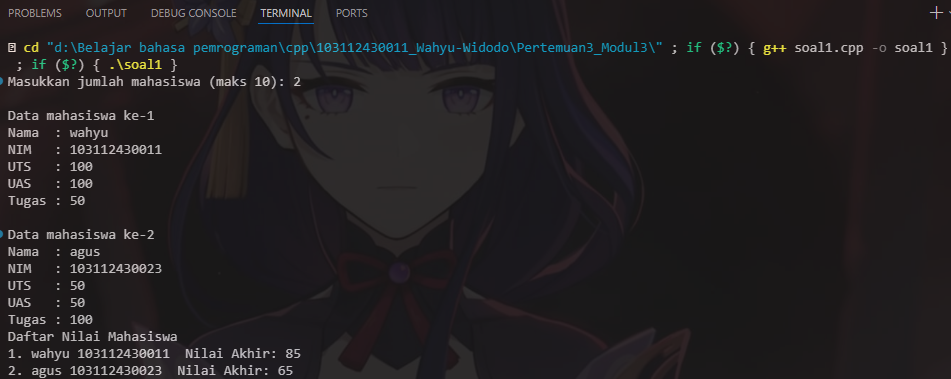 PROBLEMS OUTPUT DEBUG CONSOLE TERMINAL PORTS
cd "d:\Belajar bahasa pemrograman\cpp\103112430011_Wahyu-Widodo\Pertemuan3_Modul3\" ; if ($?) { g++ soal1.cpp -o soal1 }
; if ($?) { .\soal1 }
Masukkan jumlah mahasiswa (maks 10): 2
Data mahasiswa ke-1
Nama : wahyu
NIM : 103112430011
UTS : 100
UAS : 100
Tugas : 50
Data mahasiswa ke-2
Nama : agus
NIM : 103112430023
UTS : 50
UAS : 50
Tugas : 100
Daftar Nilai Mahasiswa
1. wahyu 103112430011 Nilai Akhir: 85
2. agus 103112430023 Nilai Akhir: 65